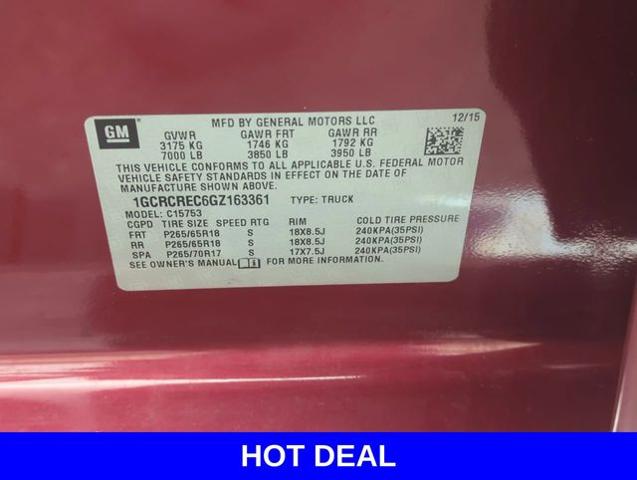 GM
MFD BY GENERAL MOTORS LLC 12/15
GVWR GAWR FRT GAWR RR
3175 KG 1746 KG 1792 KG
7000 LB 3850 LB 3950 LB
THIS VEHICLE CONFORMS TO ALL APPLICABLE U.S. FEDERAL MOTOR
VEHICLE SAFETY STANDARDS IN EFFECT ON THE DATE OF
MANUFACTURE SHOWN ABOVE.
1GCRCREC6GZ163361 TYPE: TRUCK
MODEL: C15753
CGPD TIRE SIZE SPEED RTG RIM COLD TIRE PRESSURE
FRT P265/65R18 S 18X8.5J 240KPA(35PSI)
RR P265/65R18 S 18X8.5J 240KPA(35PSI)
SPA P265/70R17 S 17X7.5J 240KPA(35PSI)
SEE OWNER'S MANUAL FOR MORE INFORMATION.
HOT DEAL